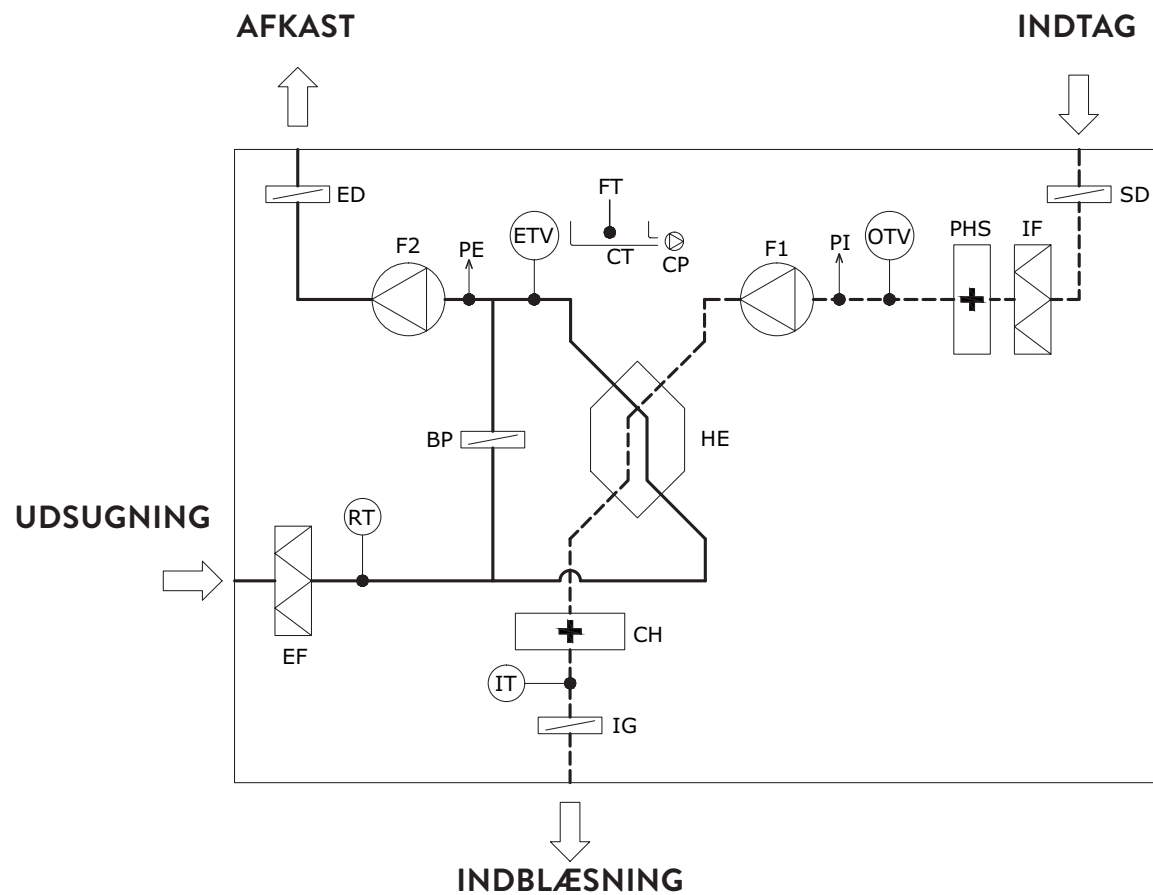 AFKAST
INDTAG
ED
FT
SD
F2
PE
ETV
CT
CP
F1
PI
OTV
PHS
IF
BP
HE
UDSUGNING
RT
EF
CH
IT
IG
INDBLÆSNING